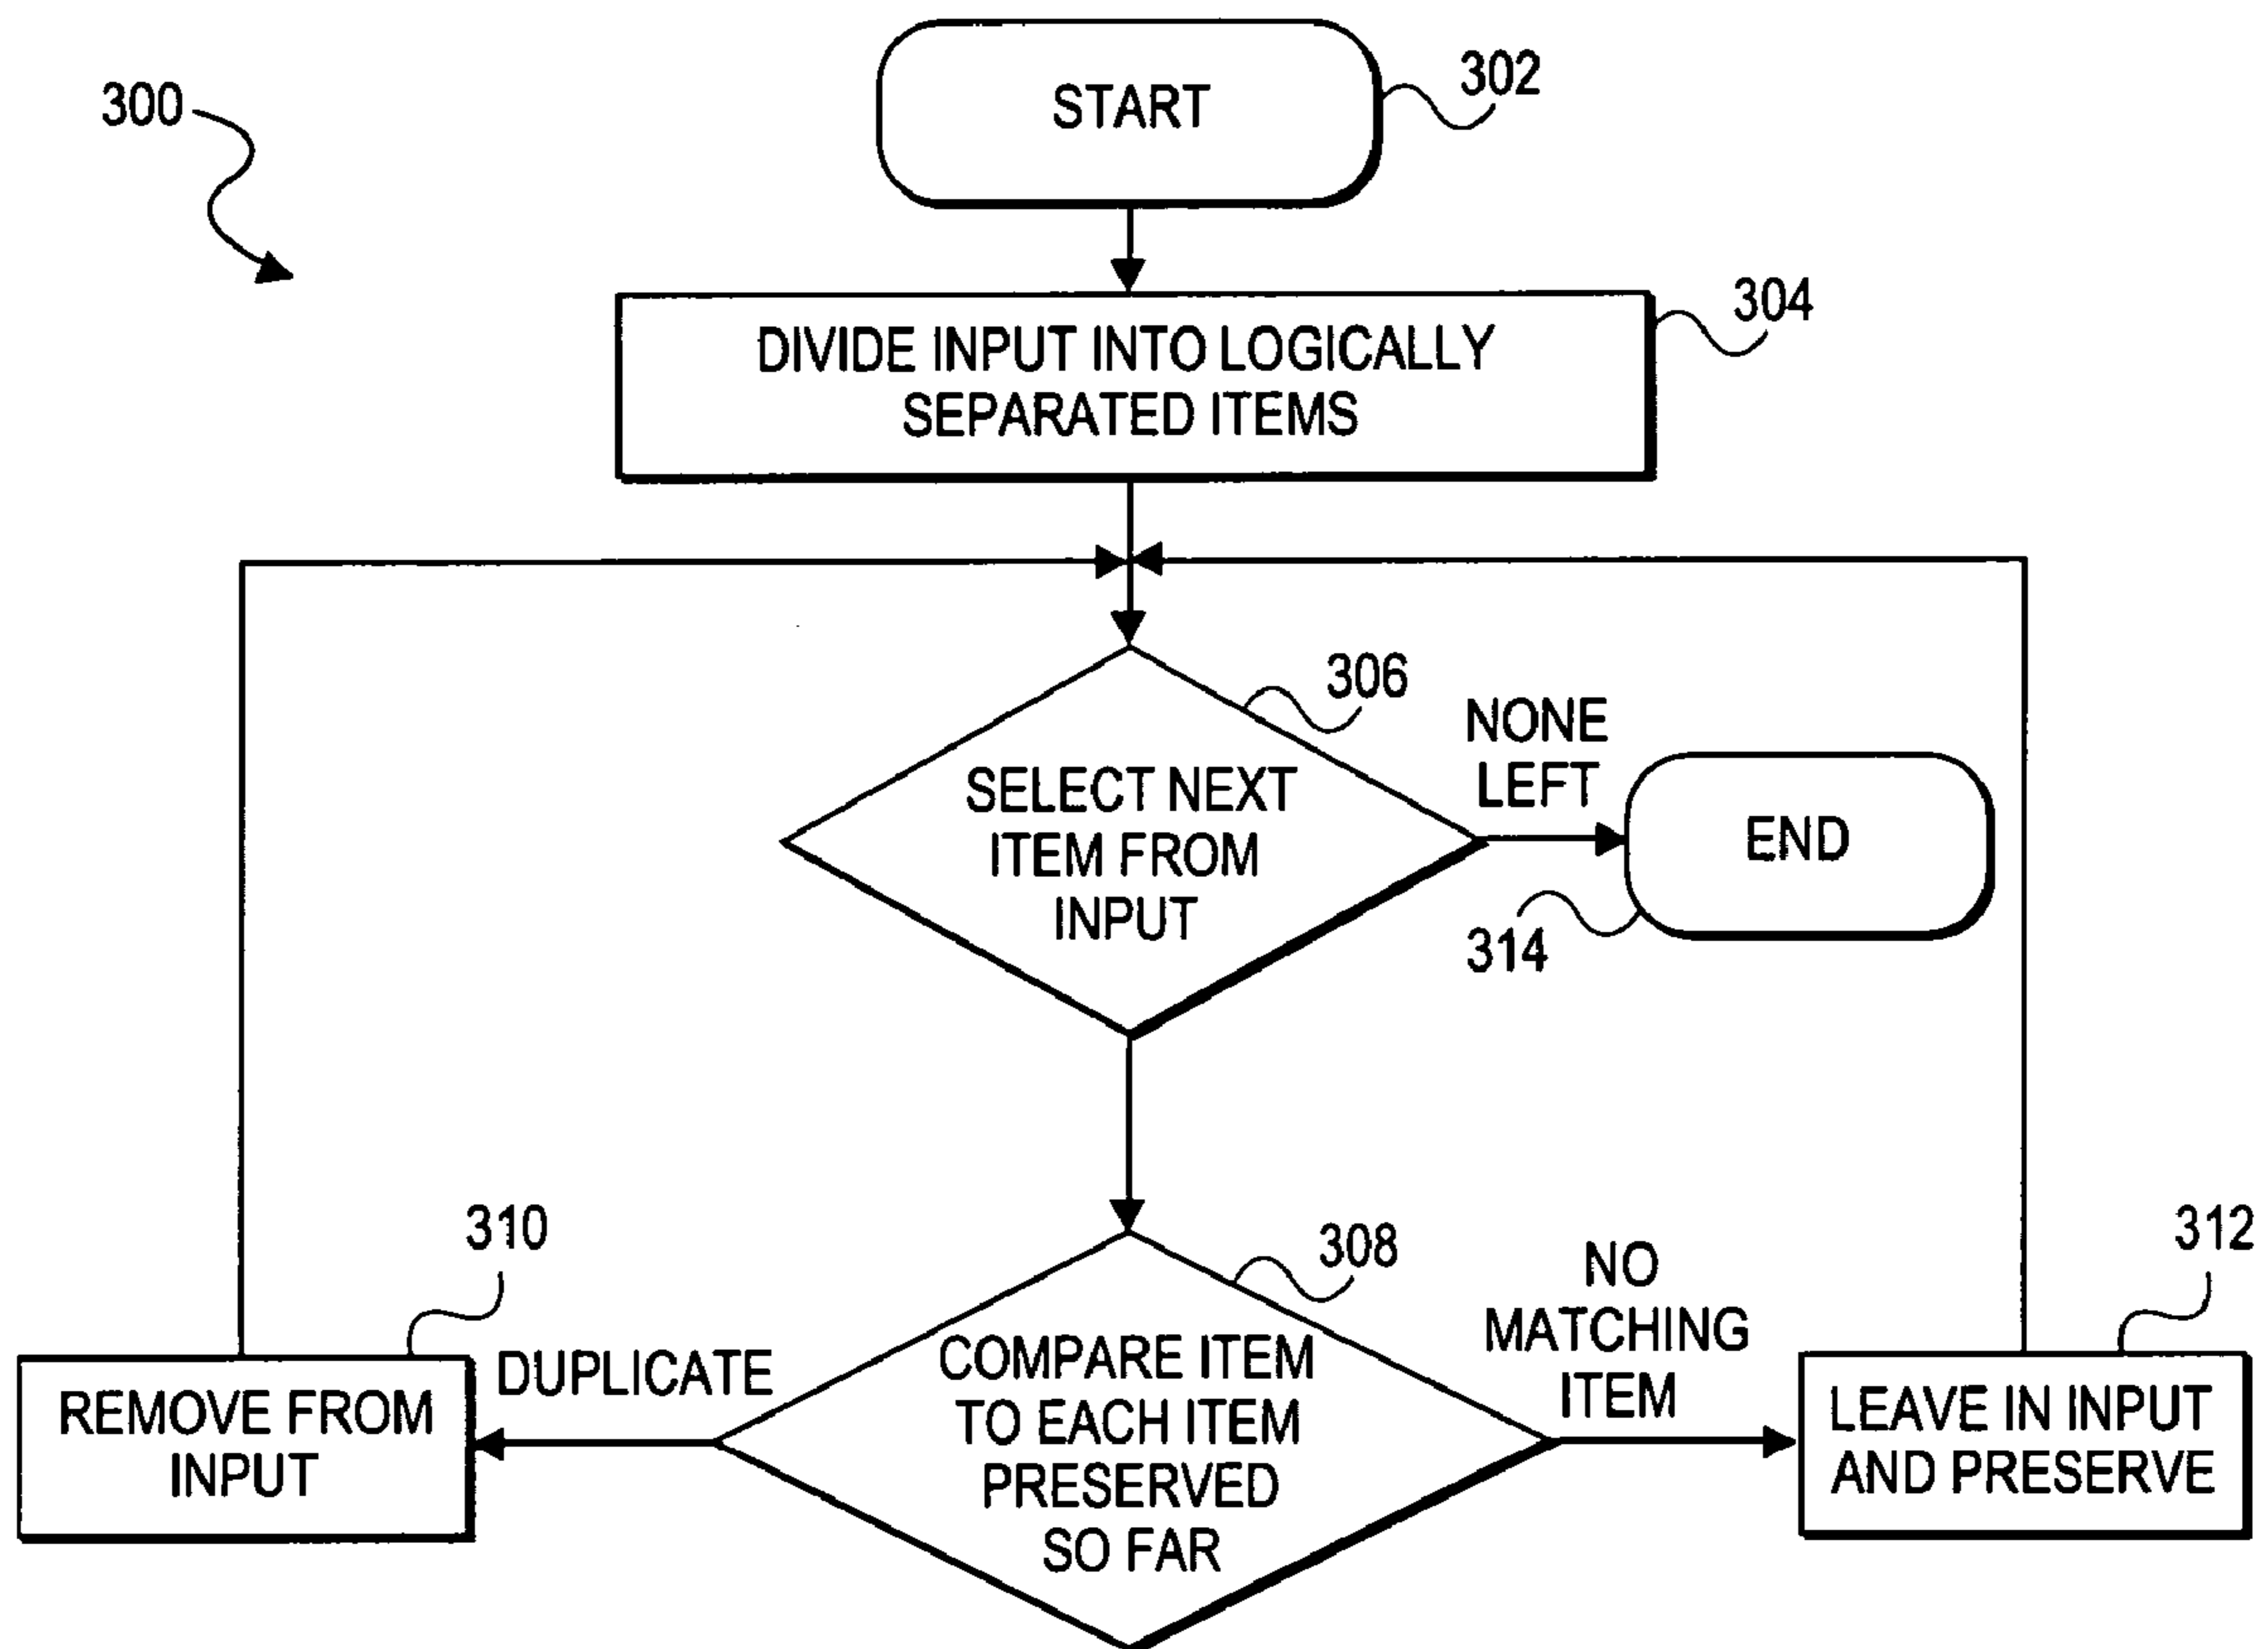 300
START
302
DIVIDE INPUT INTO LOGICALLY
SEPARATED ITEMS
304
306
SELECT NEXT
ITEM FROM
INPUT
NONE
LEFT
END
314
308
COMPARE ITEM
TO EACH ITEM
PRESERVED
SO FAR
DUPLICATE
310
REMOVE FROM
INPUT
NO
MATCHING
ITEM
312
LEAVE IN INPUT
AND PRESERVE